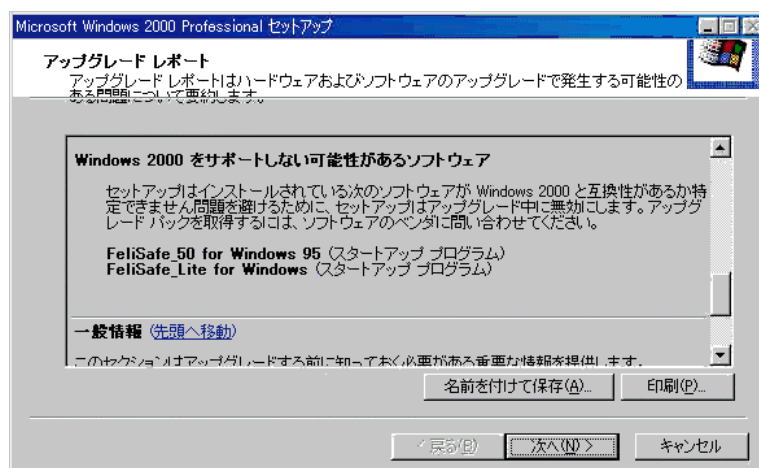 Microsoft Windows 2000 Professional セットアップ
アップグレード レポート
アップグレード レポートはハードウェアおよびソフトウェアのアップグレードで発生する可能性の
ある問題について要約します。
Windows 2000 をサポートしない可能性があるソフトウェア
セットアップはインストールされている次のソフトウェアが Windows 2000 と互換性があるか特
定できません問題を避けるために、セットアップはアップグレード中に無効にします。アップグ
レード パックを取得するには、ソフトウェアのベンダに問い合わせてください。
FeliSafe_50 for Windows 95 (スタートアップ プログラム)
FeliSafe_Lite for Windows (スタートアップ プログラム)
一般情報 (先頭へ移動)
このセクションはアップグレードする前に知っておく必要がある重要な情報を提供します。
名前を付けて保存(A)... 印刷(P)...
< 戻る(B) 次へ(N) > キャンセル